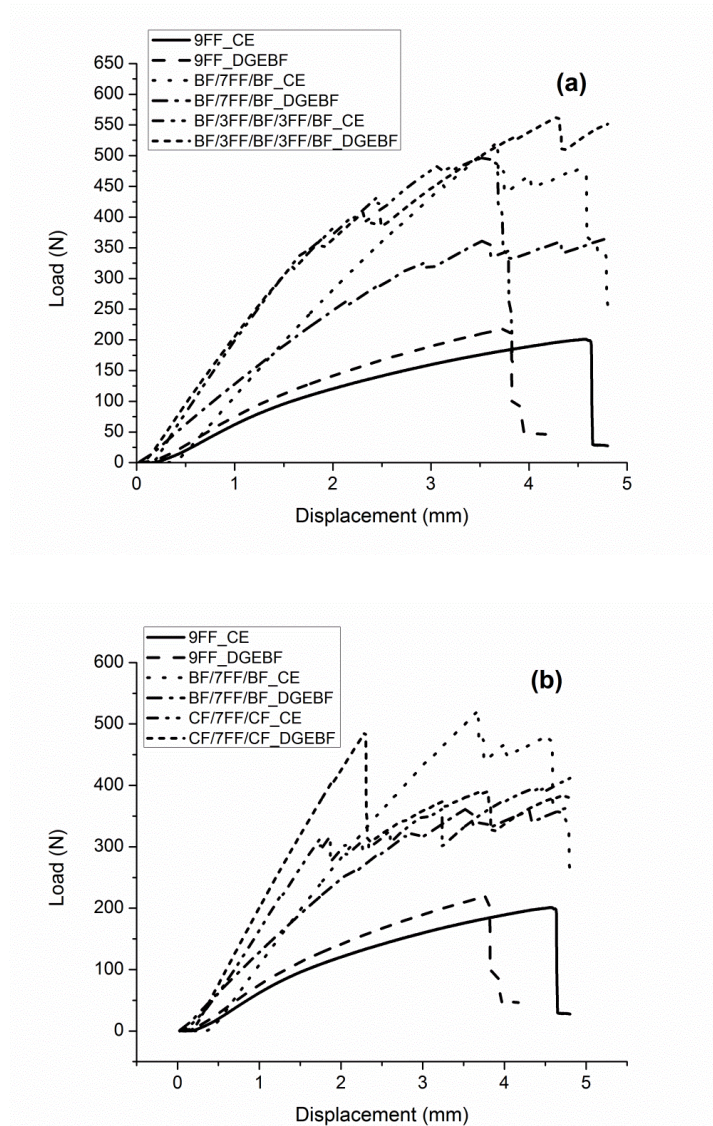 9FF_CE
9FF_DGEBF
BF/7FF/BF_CE
BF/7FF/BF_DGEBF
BF/3FF/BF/3FF/BF_CE
BF/3FF/BF/3FF/BF_DGEBF
(a)
650
600
550
500
450
400
350
300
250
200
150
100
50
0
Load (N)
0 1 2 3 4 5
Displacement (mm)
9FF_CE
9FF_DGEBF
BF/7FF/BF_CE
BF/7FF/BF_DGEBF
CF/7FF/CF_CE
CF/7FF/CF_DGEBF
(b)
600
500
400
300
200
100
0
Load (N)
0 1 2 3 4 5
Displacement (mm)